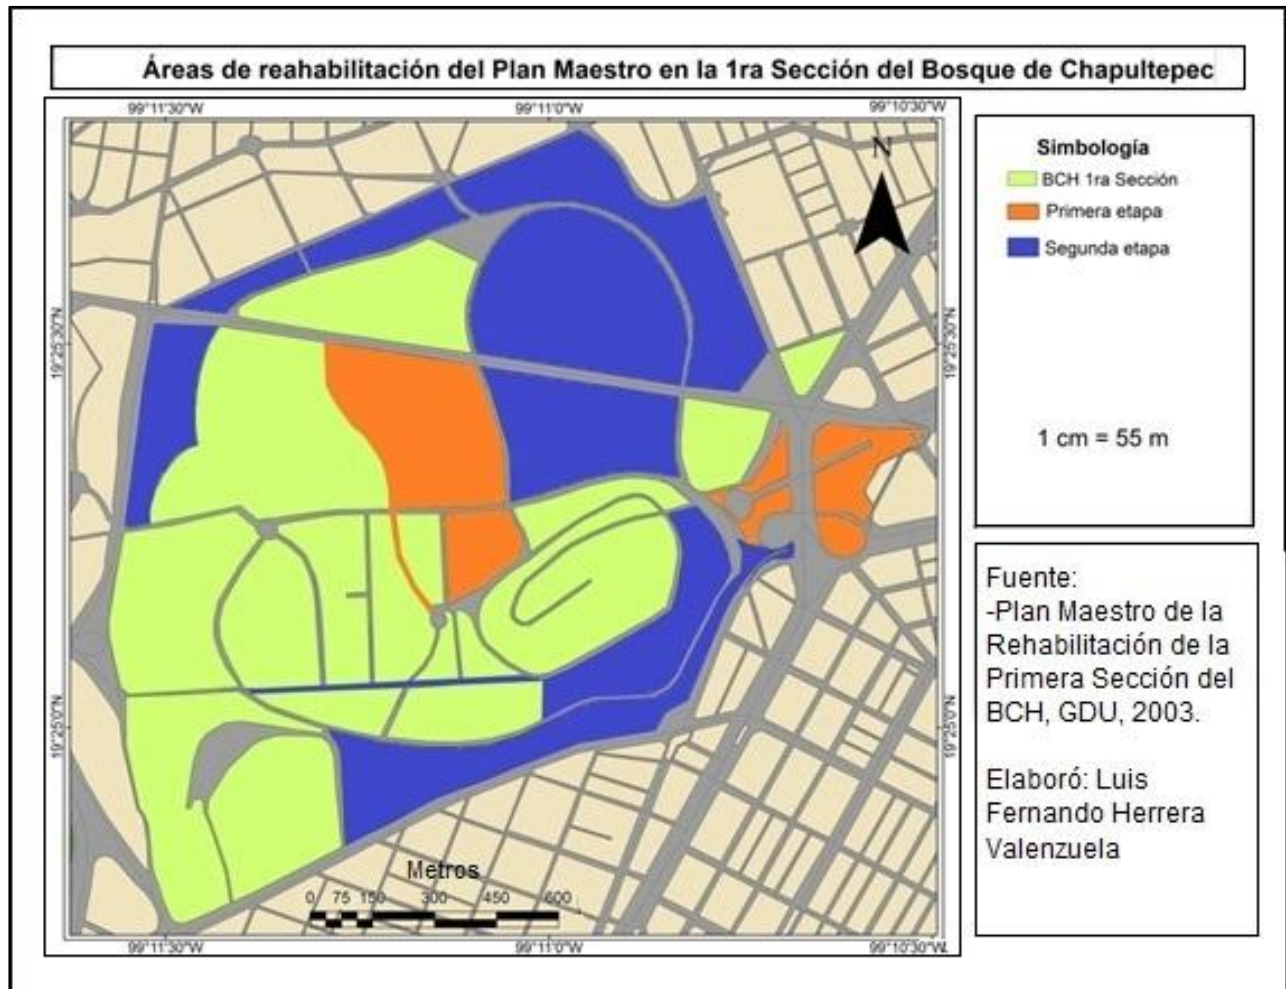 Áreas de reahabilitación del Plan Maestro en la 1ra Sección del Bosque de Chapultepec
99°11'30"W 99°11'0"W 99°10'30"W
N
19°25'30"N 19°25'30"N
19°25'0"N 19°25'0"N
Metros
0 75 150 300 450 600
99°11'30"W 99°11'0"W 99°10'30"W
Simbología
BCH 1ra Sección
Primera etapa
Segunda etapa
1 cm = 55 m
Fuente:
-Plan Maestro de la
Rehabilitación de la
Primera Sección del
BCH, GDU, 2003.
Elaboró: Luis
Fernando Herrera
Valenzuela